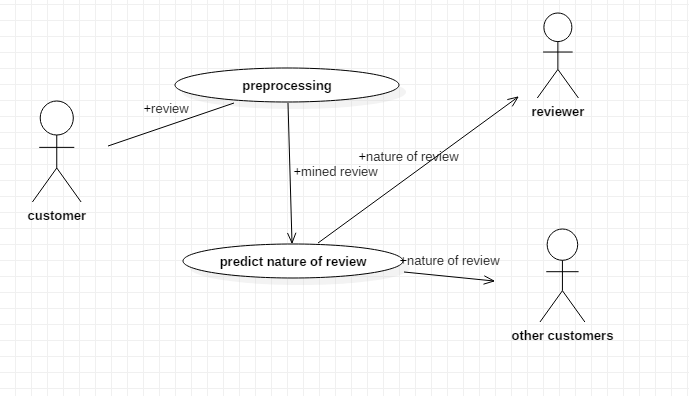 preprocessing
+review
reviewer
+nature of review
+mined review
customer
predict nature of review
+nature of review
other customers